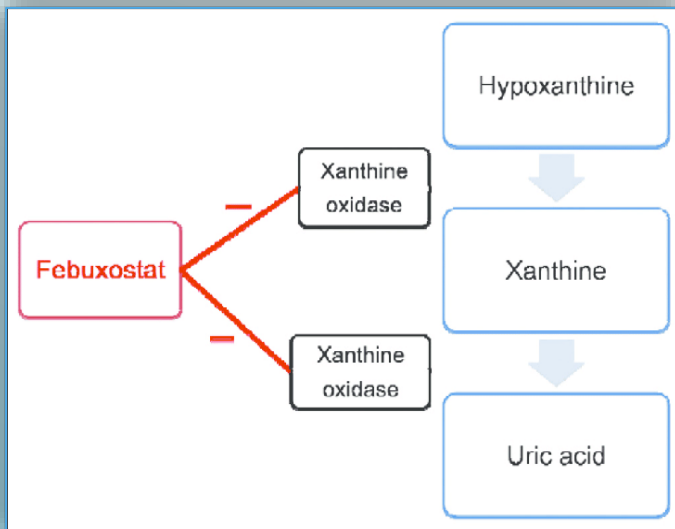 Hypoxanthine
Xanthine
oxidase
Febuxostat
Xanthine
Xanthine
oxidase
Uric acid